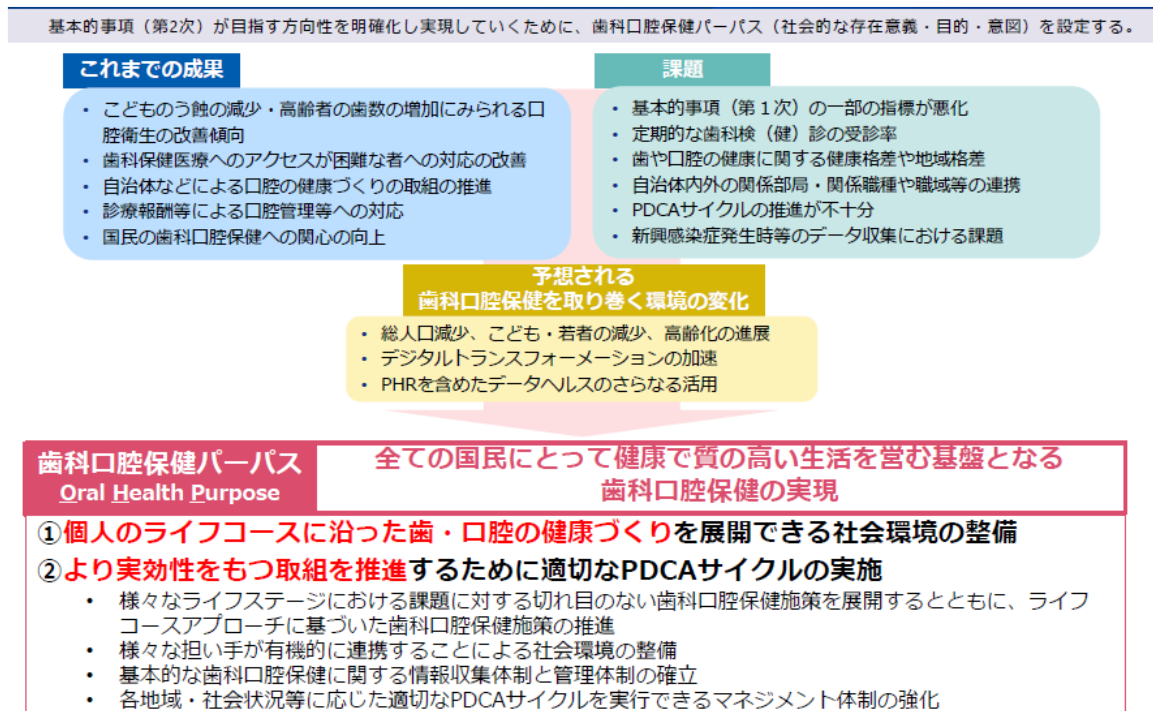 基本的事項（第2次）が目指す方向性を明確化し実現していくために、歯科口腔保健パーパス（社会的な存在意義・目的・意図）を設定する。
これまでの成果
・ こどものう蝕の減少・高齢者の歯数の増加にみられる口
腔衛生の改善傾向
・ 歯科保健医療へのアクセスが困難な者への対応の改善
・ 自治体などによる口腔の健康づくりの取組の推進
・ 診療報酬等による口腔管理等への対応
・ 国民の歯科口腔保健への関心の向上
課題
・ 基本的事項（第１次）の一部の指標が悪化
・ 定期的な歯科検（健）診の受診率
・ 歯や口腔の健康に関する健康格差や地域格差
・ 自治体内外の関係部局・関係職種や職域等の連携
・ PDCAサイクルの推進が不十分
・ 新興感染症発生時等のデータ収集における課題
予想される
歯科口腔保健を取り巻く環境の変化
・ 総人口減少、こども・若者の減少、高齢化の進展
・ デジタルトランスフォーメーションの加速
・ PHRを含めたデータヘルスのさらなる活用
歯科口腔保健パーパス
Oral Health Purpose
全ての国民にとって健康で質の高い生活を営む基盤となる
歯科口腔保健の実現
①個人のライフコースに沿った歯・口腔の健康づくりを展開できる社会環境の整備
②より実効性をもつ取組を推進するために適切なPDCAサイクルの実施
・ 様々なライフステージにおける課題に対する切れ目のない歯科口腔保健施策を展開するとともに、ライフ
コースアプローチに基づいた歯科口腔保健施策の推進
・ 様々な担い手が有機的に連携することによる社会環境の整備
・ 基本的な歯科口腔保健に関する情報収集体制と管理体制の確立
・ 各地域・社会状況等に応じた適切なPDCAサイクルを実行できるマネジメント体制の強化